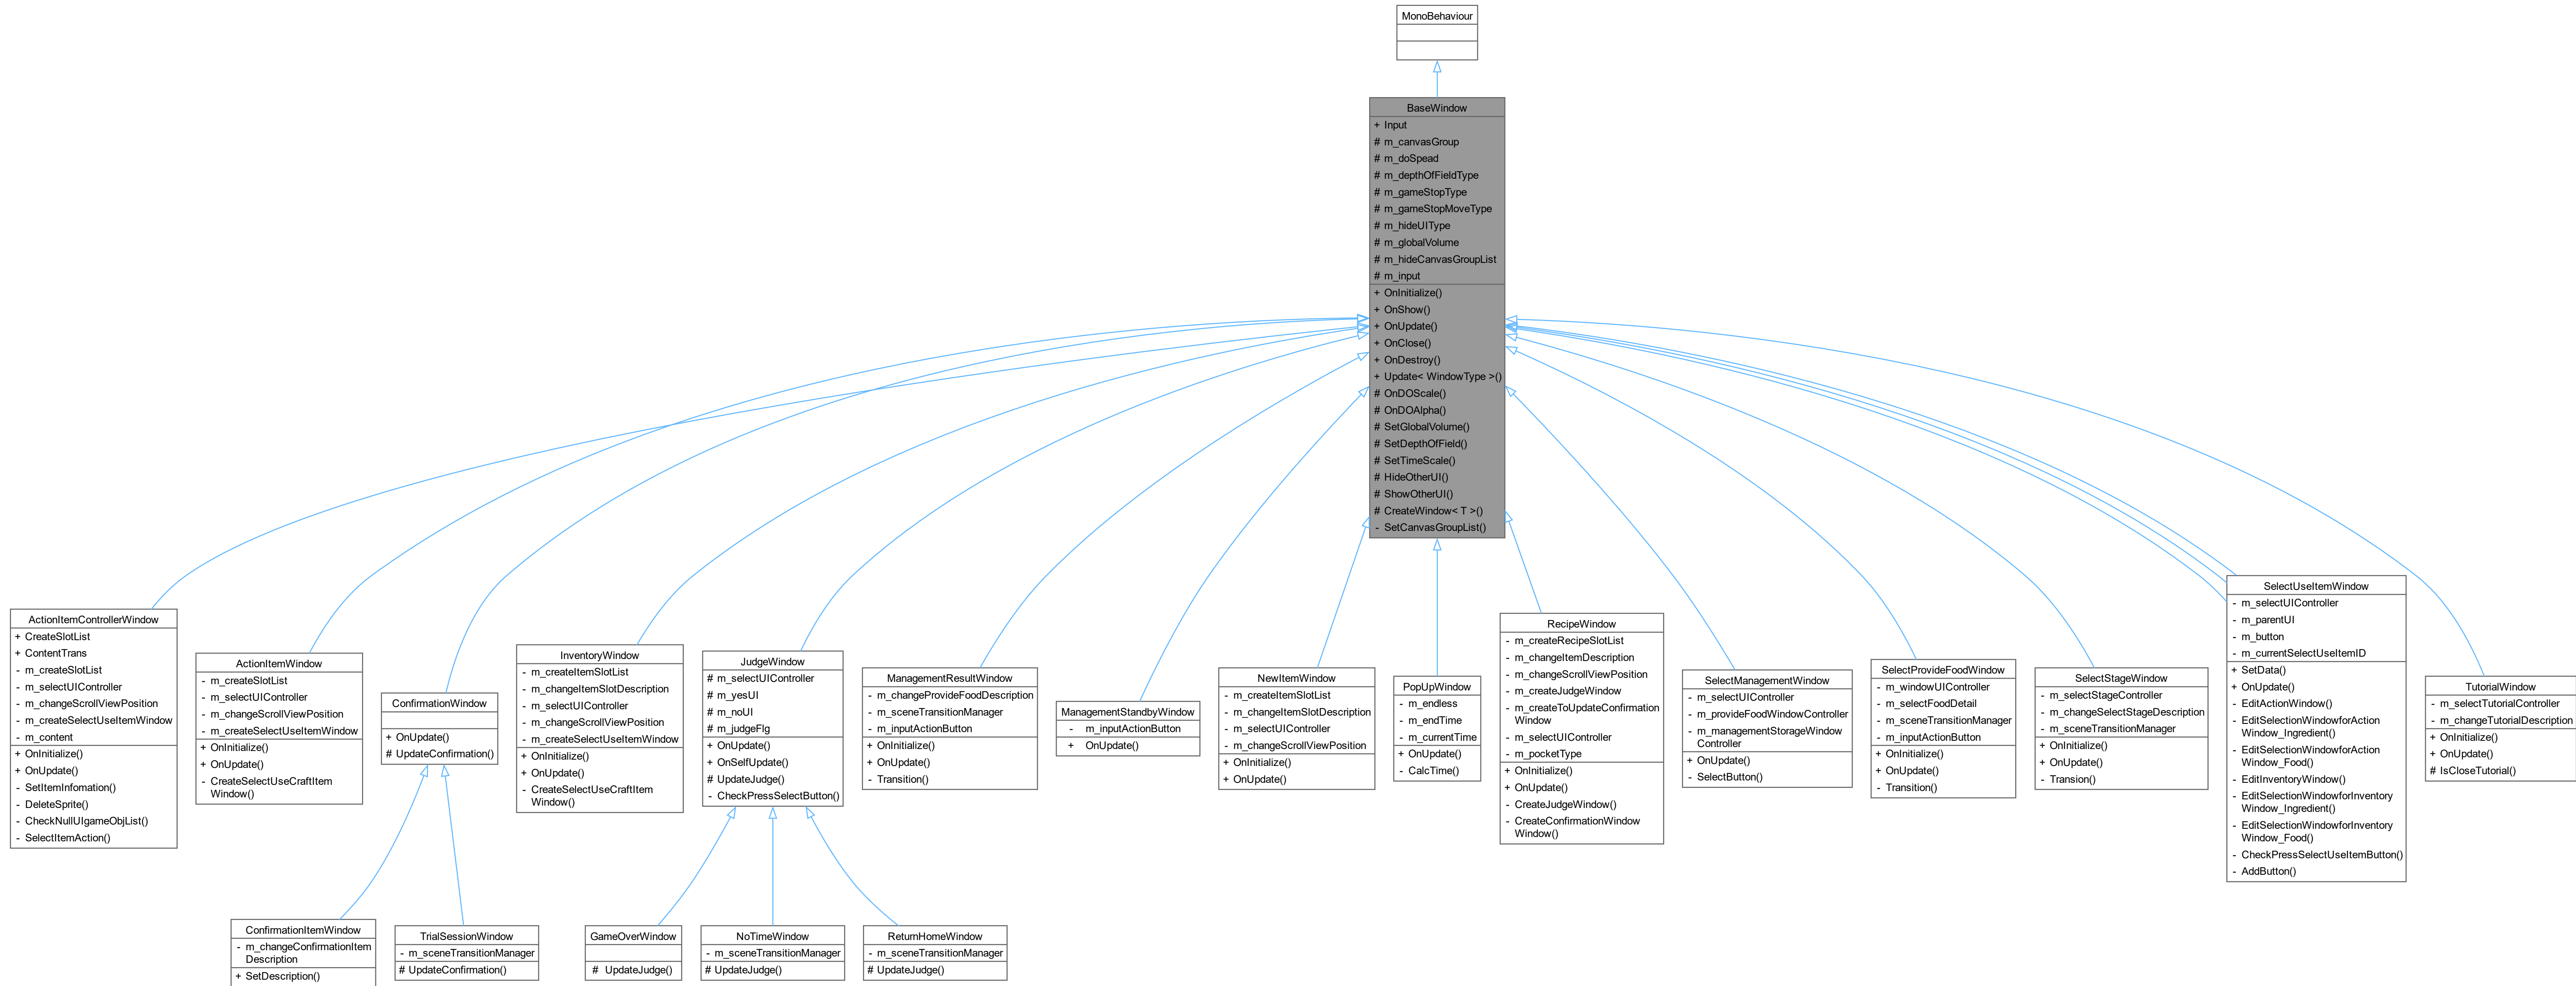 MonoBehaviour
BaseWindow
+ Input
# m_canvasGroup
# m_doSpead
# m_depthOfFieldType
# m_gameStopType
# m_gameStopMoveType
# m_hideUIType
# m_globalVolume
# m_hideCanvasGroupList
# m_input
+ OnInitialize()
+ OnShow()
+ OnUpdate()
+ OnClose()
+ OnDestroy()
+ Update< WindowType >()
# OnDOScale()
# OnDOAlpha()
# SetGlobalVolume()
# SetDepthOfField()
# SetTimeScale()
# HideOtherUI()
# ShowOtherUI()
# CreateWindow< T >()
- SetCanvasGroupList()
ActionItemControllerWindow
+ CreateSlotList
+ ContentTrans
- m_createSlotList
- m_selectUIController
- m_changeScrollViewPosition
- m_createSelectUseItemWindow
- m_content
+ OnInitialize()
+ OnUpdate()
- SetItemInfomation()
- DeleteSprite()
- CheckNullUIgameObjList()
- SelectItemAction()
ActionItemWindow
- m_createSlotList
- m_selectUIController
- m_changeScrollViewPosition
- m_createSelectUseItemWindow
+ OnInitialize()
+ OnUpdate()
- CreateSelectUseCraftItem
Window()
ConfirmationWindow
+ OnUpdate()
# UpdateConfirmation()
InventoryWindow
- m_createItemSlotList
- m_changeItemSlotDescription
- m_selectUIController
- m_changeScrollViewPosition
- m_createSelectUseItemWindow
+ OnInitialize()
+ OnUpdate()
- CreateSelectUseCraftItem
Window()
JudgeWindow
# m_selectUIController
# m_yesUI
# m_noUI
# m_judgeFlg
+ OnUpdate()
+ OnSelfUpdate()
# UpdateJudge()
- CheckPressSelectButton()
ManagementResultWindow
- m_changeProvideFoodDescription
- m_sceneTransitionManager
- m_inputActionButton
+ OnInitialize()
+ OnUpdate()
- Transition()
ManagementStandbyWindow
- m_inputActionButton
+ OnUpdate()
NewItemWindow
- m_createItemSlotList
- m_changeItemSlotDescription
- m_selectUIController
- m_changeScrollViewPosition
+ OnInitialize()
+ OnUpdate()
PopUpWindow
- m_endless
- m_endTime
- m_currentTime
+ OnUpdate()
- CalcTime()
RecipeWindow
- m_createRecipeSlotList
- m_changeItemDescription
- m_changeScrollViewPosition
- m_createJudgeWindow
- m_createToUpdateConfirmation
Window
- m_selectUIController
- m_pocketType
+ OnInitialize()
+ OnUpdate()
- CreateJudgeWindow()
- CreateConfirmationWindow
Window()
SelectManagementWindow
- m_selectUIController
- m_provideFoodWindowController
- m_managementStorageWindow
Controller
+ OnUpdate()
- SelectButton()
SelectProvideFoodWindow
- m_windowUIController
- m_selectFoodDetail
- m_sceneTransitionManager
- m_inputActionButton
+ OnInitialize()
+ OnUpdate()
- Transition()
SelectStageWindow
- m_selectStageController
- m_changeSelectStageDescription
- m_sceneTransitionManager
+ OnInitialize()
+ OnUpdate()
- Transion()
SelectUseItemWindow
- m_selectUIController
- m_parentUI
- m_button
- m_currentSelectUseItemID
+ SetData()
+ OnUpdate()
- EditActionWindow()
- EditSelectionWindowforAction
Window_Ingredient()
- EditSelectionWindowforAction
Window_Food()
- EditInventoryWindow()
- EditSelectionWindowforInventory
Window_Ingredient()
- EditSelectionWindowforInventory
Window_Food()
- CheckPressSelectUseItemButton()
- AddButton()
TutorialWindow
- m_selectTutorialController
- m_changeTutorialDescription
+ OnInitialize()
+ OnUpdate()
# IsCloseTutorial()
ConfirmationItemWindow
- m_changeConfirmationItem
Description
+ SetDescription()
TrialSessionWindow
- m_sceneTransitionManager
# UpdateConfirmation()
GameOverWindow
# UpdateJudge()
NoTimeWindow
- m_sceneTransitionManager
# UpdateJudge()
ReturnHomeWindow
- m_sceneTransitionManager
# UpdateJudge()